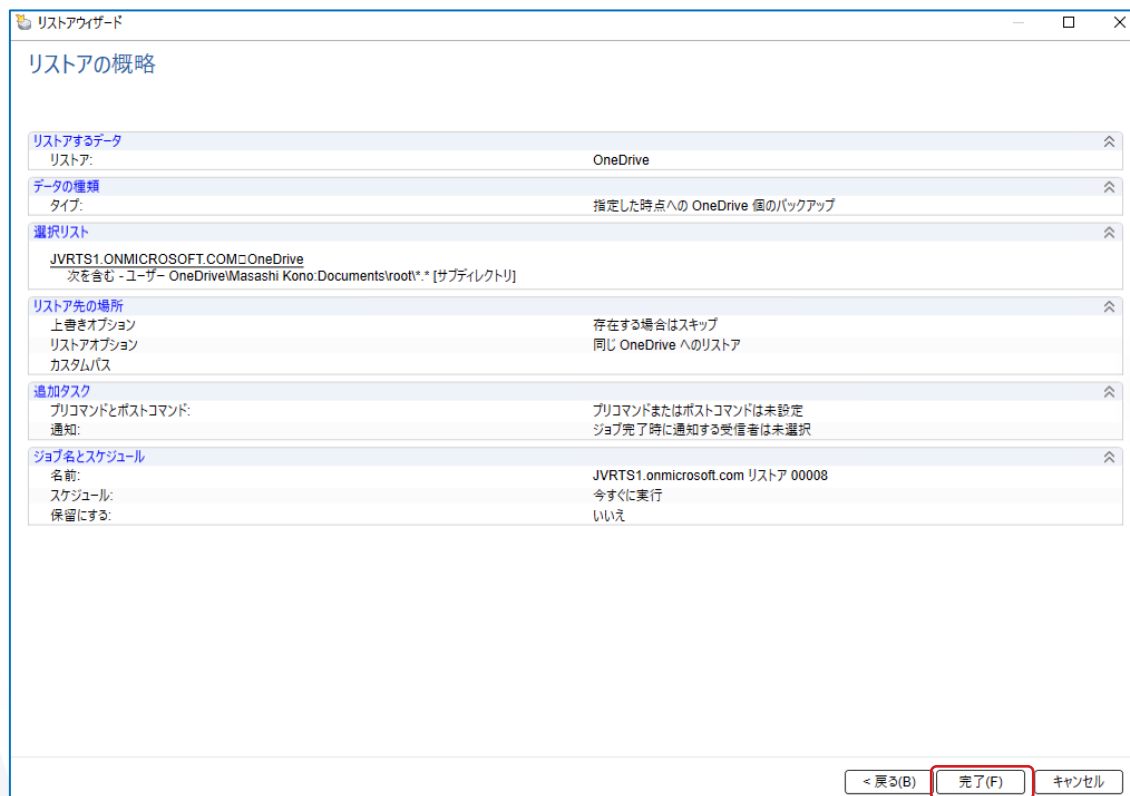 リストアウィザード
リストアの概略
リストアするデータ
リストア: OneDrive
データの種類
タイプ: 指定した時点への OneDrive 個のバックアップ
選択リスト
JVRTS1.ONMICROSOFT.COM□OneDrive
次を含む - ユーザー OneDrive\Masashi Kono:Documents\root\*.* [サブディレクトリ]
リストア先の場所
上書きオプション 存在する場合はスキップ
リストアオプション 同じ OneDrive へのリストア
カスタムパス
追加タスク
プリコマンドとポストコマンド: プリコマンドまたはポストコマンドは未設定
通知: ジョブ完了時に通知する受信者は未選択
ジョブ名とスケジュール
名前: JVRTS1.onmicrosoft.com リストア 00008
スケジュール: 今すぐに実行
保留にする: いいえ
< 戻る(B) 完了(F) キャンセル